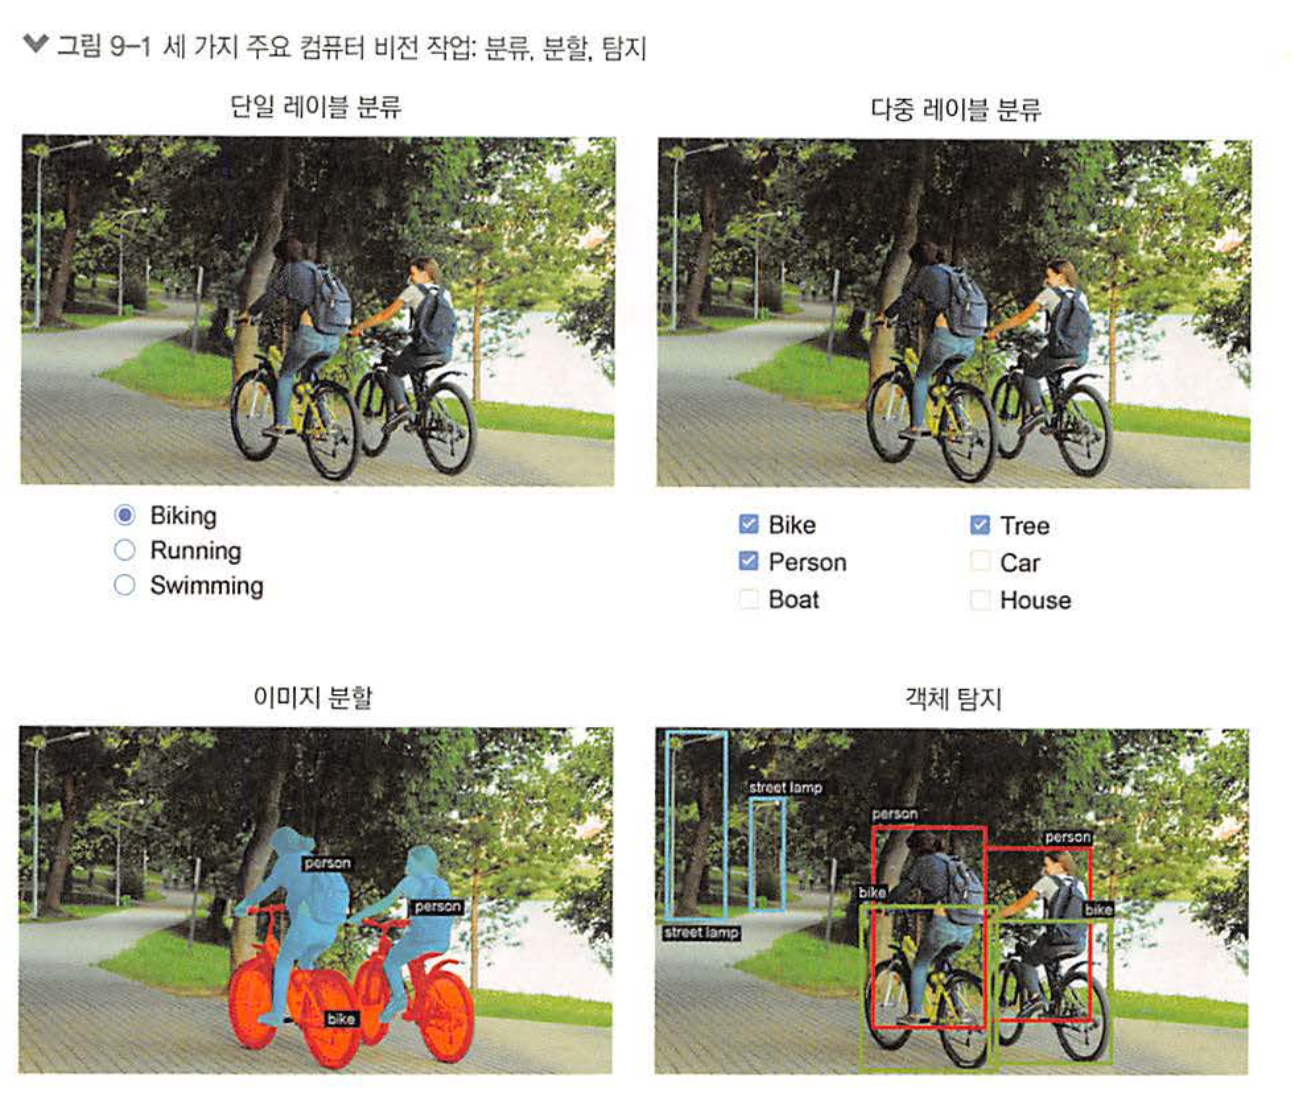 그림 9-1 세 가지 주요 컴퓨터 비전 작업: 분류, 분할, 탐지
단일 레이블 분류
다중 레이블 분류
Biking
Running
Swimming
Bike
Tree
Person
Car
Boat
House
이미지 분할
객체 탐지
person
person
bike
street lamp
person
person
bike
bike
street lamp